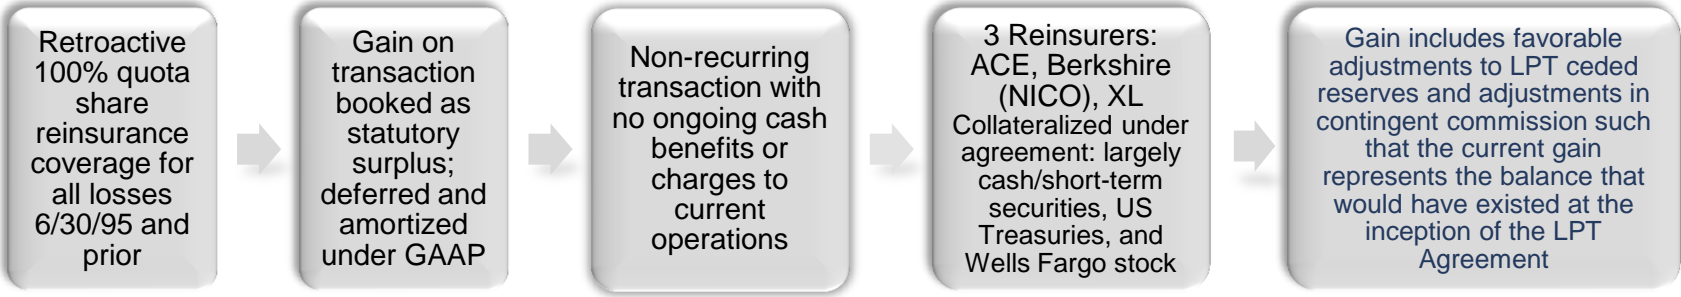 Retroactive
100% quota
share
reinsurance
coverage for
all losses
6/30/95 and
prior
Gain on
transaction
booked as
statutory
surplus;
deferred and
amortized
under GAAP
Non-recurring
transaction with
no ongoing cash
benefits or
charges to
current
operations
3 Reinsurers:
ACE, Berkshire
(NICO), XL
Collateralized under
agreement: largely
cash/short-term
securities, US
Treasuries, and
Wells Fargo stock
Gain includes favorable
adjustments to LPT ceded
reserves and adjustments in
contingent commission such
that the current gain
represents the balance that
would have existed at the
inception of the LPT
Agreement